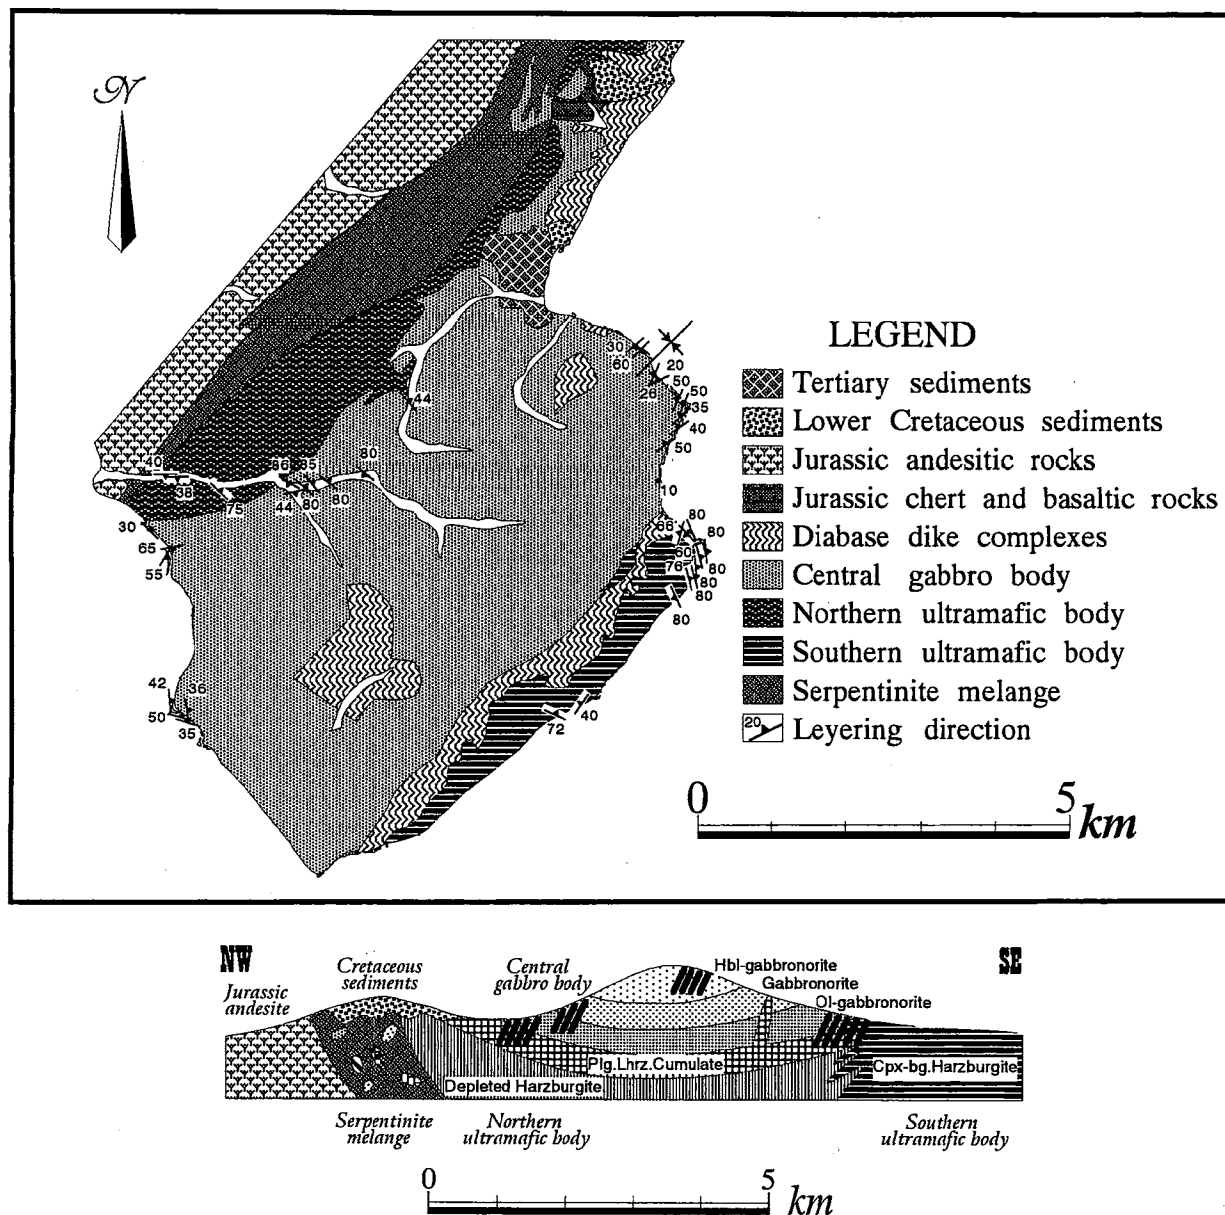 N
30
60
20
26
50
50
35
40
50
10
44
40
38
75
86
85
80
44
80
80
30
65
55
42
36
50
35
66
80
80
60
76
80
80
80
40
72
LEGEND
Tertiary sediments
Lower Cretaceous sediments
Jurassic andesitic rocks
Jurassic chert and basaltic rocks
Diabase dike complexes
Central gabbro body
Northern ultramafic body
Southern ultramafic body
Serpentinite melange
20 Leyering direction
0 5 km
NW
SE
Jurassic
andesite
Cretaceous
sediments
Central
gabbro body
Hbl-gabbronorite
Gabbronorite
Ol-gabbronorite
Plg.Lhrz.Cumulate
Depleted Harzburgite
Cpx-bg.Harzburgite
Serpentinite
melange
Northern
ultramafic body
Southern
ultramafic body
0 5 km